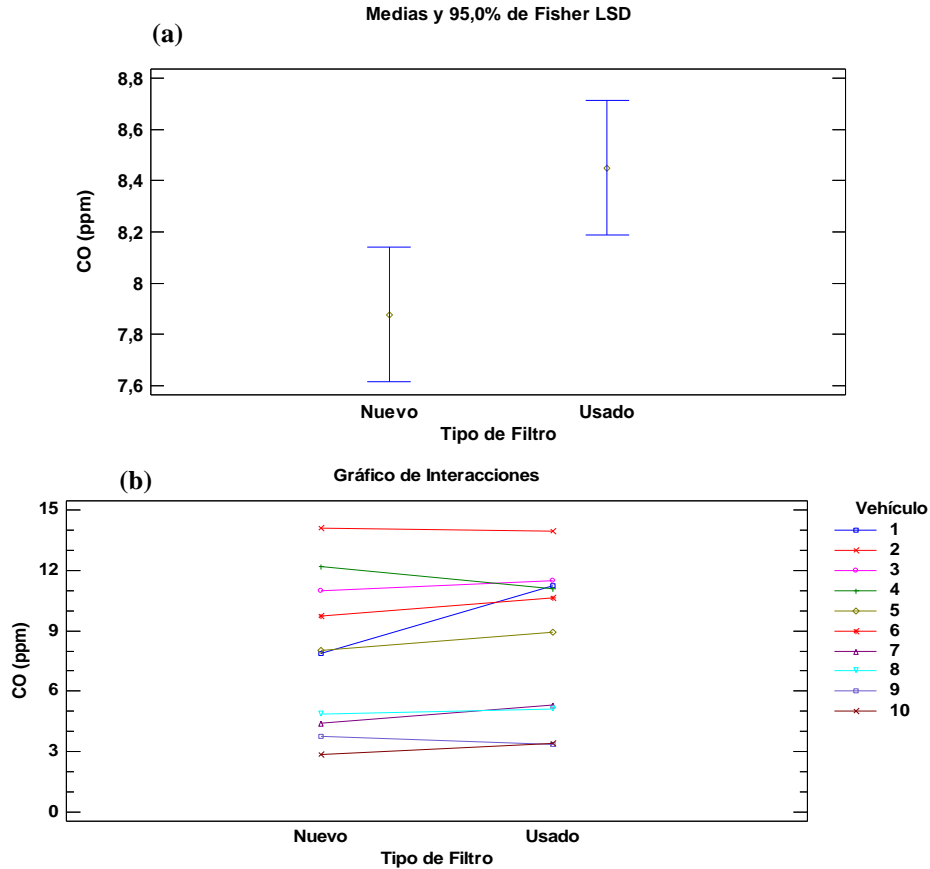 Medias y 95,0% de Fisher LSD
(a)
8,8
8,6
8,4
8,2
8
7,8
7,6
CO (ppm)
Nuevo Usado
Tipo de Filtro
(b)
Gráfico de Interacciones
15
12
9
6
3
0
CO (ppm)
Nuevo Usado
Tipo de Filtro
Vehículo
1
2
3
4
5
6
7
8
9
10